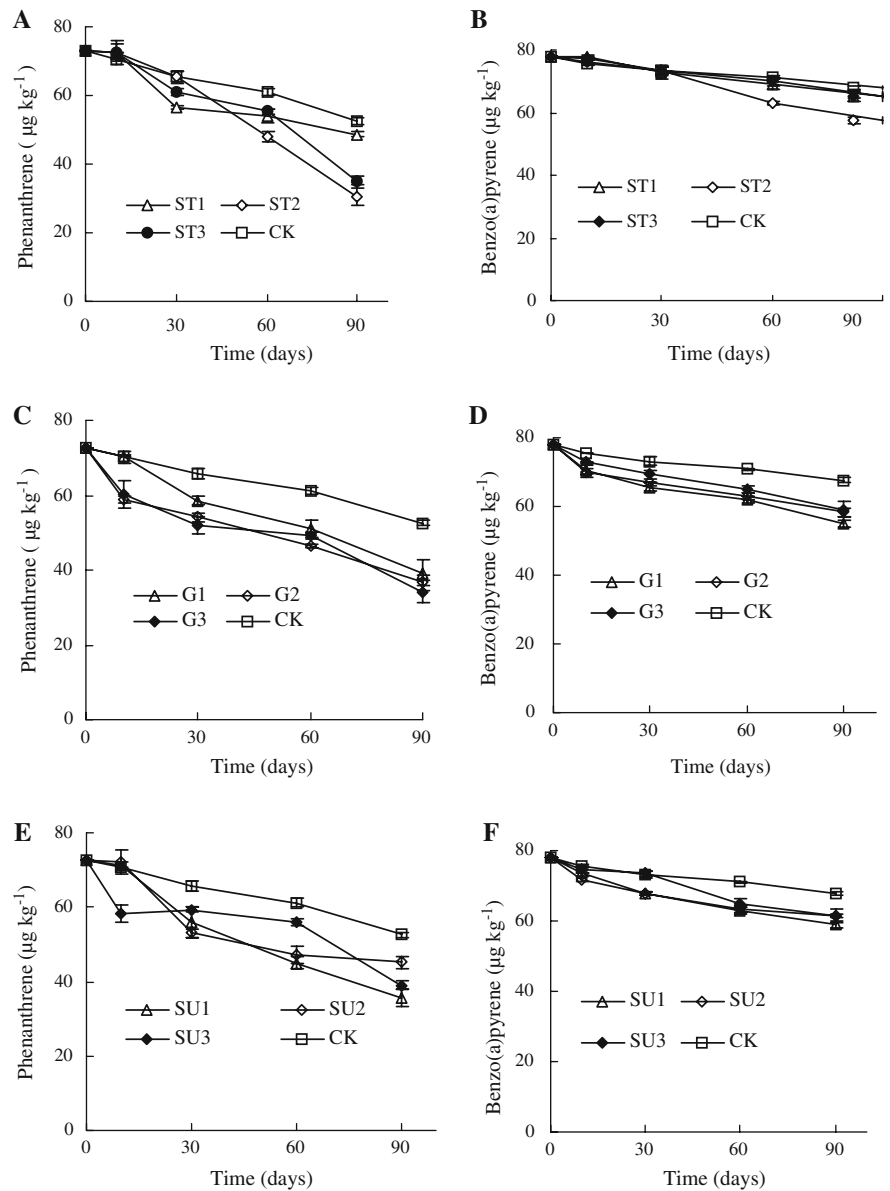 A
80
60
40
20
0
Phenanthrene ( µg kg⁻¹)
ST1 ST2
ST3 CK
0 30 60 90
Time (days)
B
80
60
40
20
0
Benzo(a)pyrene (µg kg⁻¹)
ST1 ST2
ST3 CK
0 30 60 90
Time (days)
C
80
60
40
20
0
Phenanthrene ( µg kg⁻¹)
G1 G2
G3 CK
0 30 60 90
Time (days)
D
80
60
40
20
0
Benzo(a)pyrene (µg kg⁻¹)
G1 G2
G3 CK
0 30 60 90
Time (days)
E
80
60
40
20
0
Phenanthrene (µg kg⁻¹)
SU1 SU2
SU3 CK
0 30 60 90
Time (days)
F
80
60
40
20
0
Benzo(a)pyrene (µg kg⁻¹)
SU1 SU2
SU3 CK
0 30 60 90
Time (days)